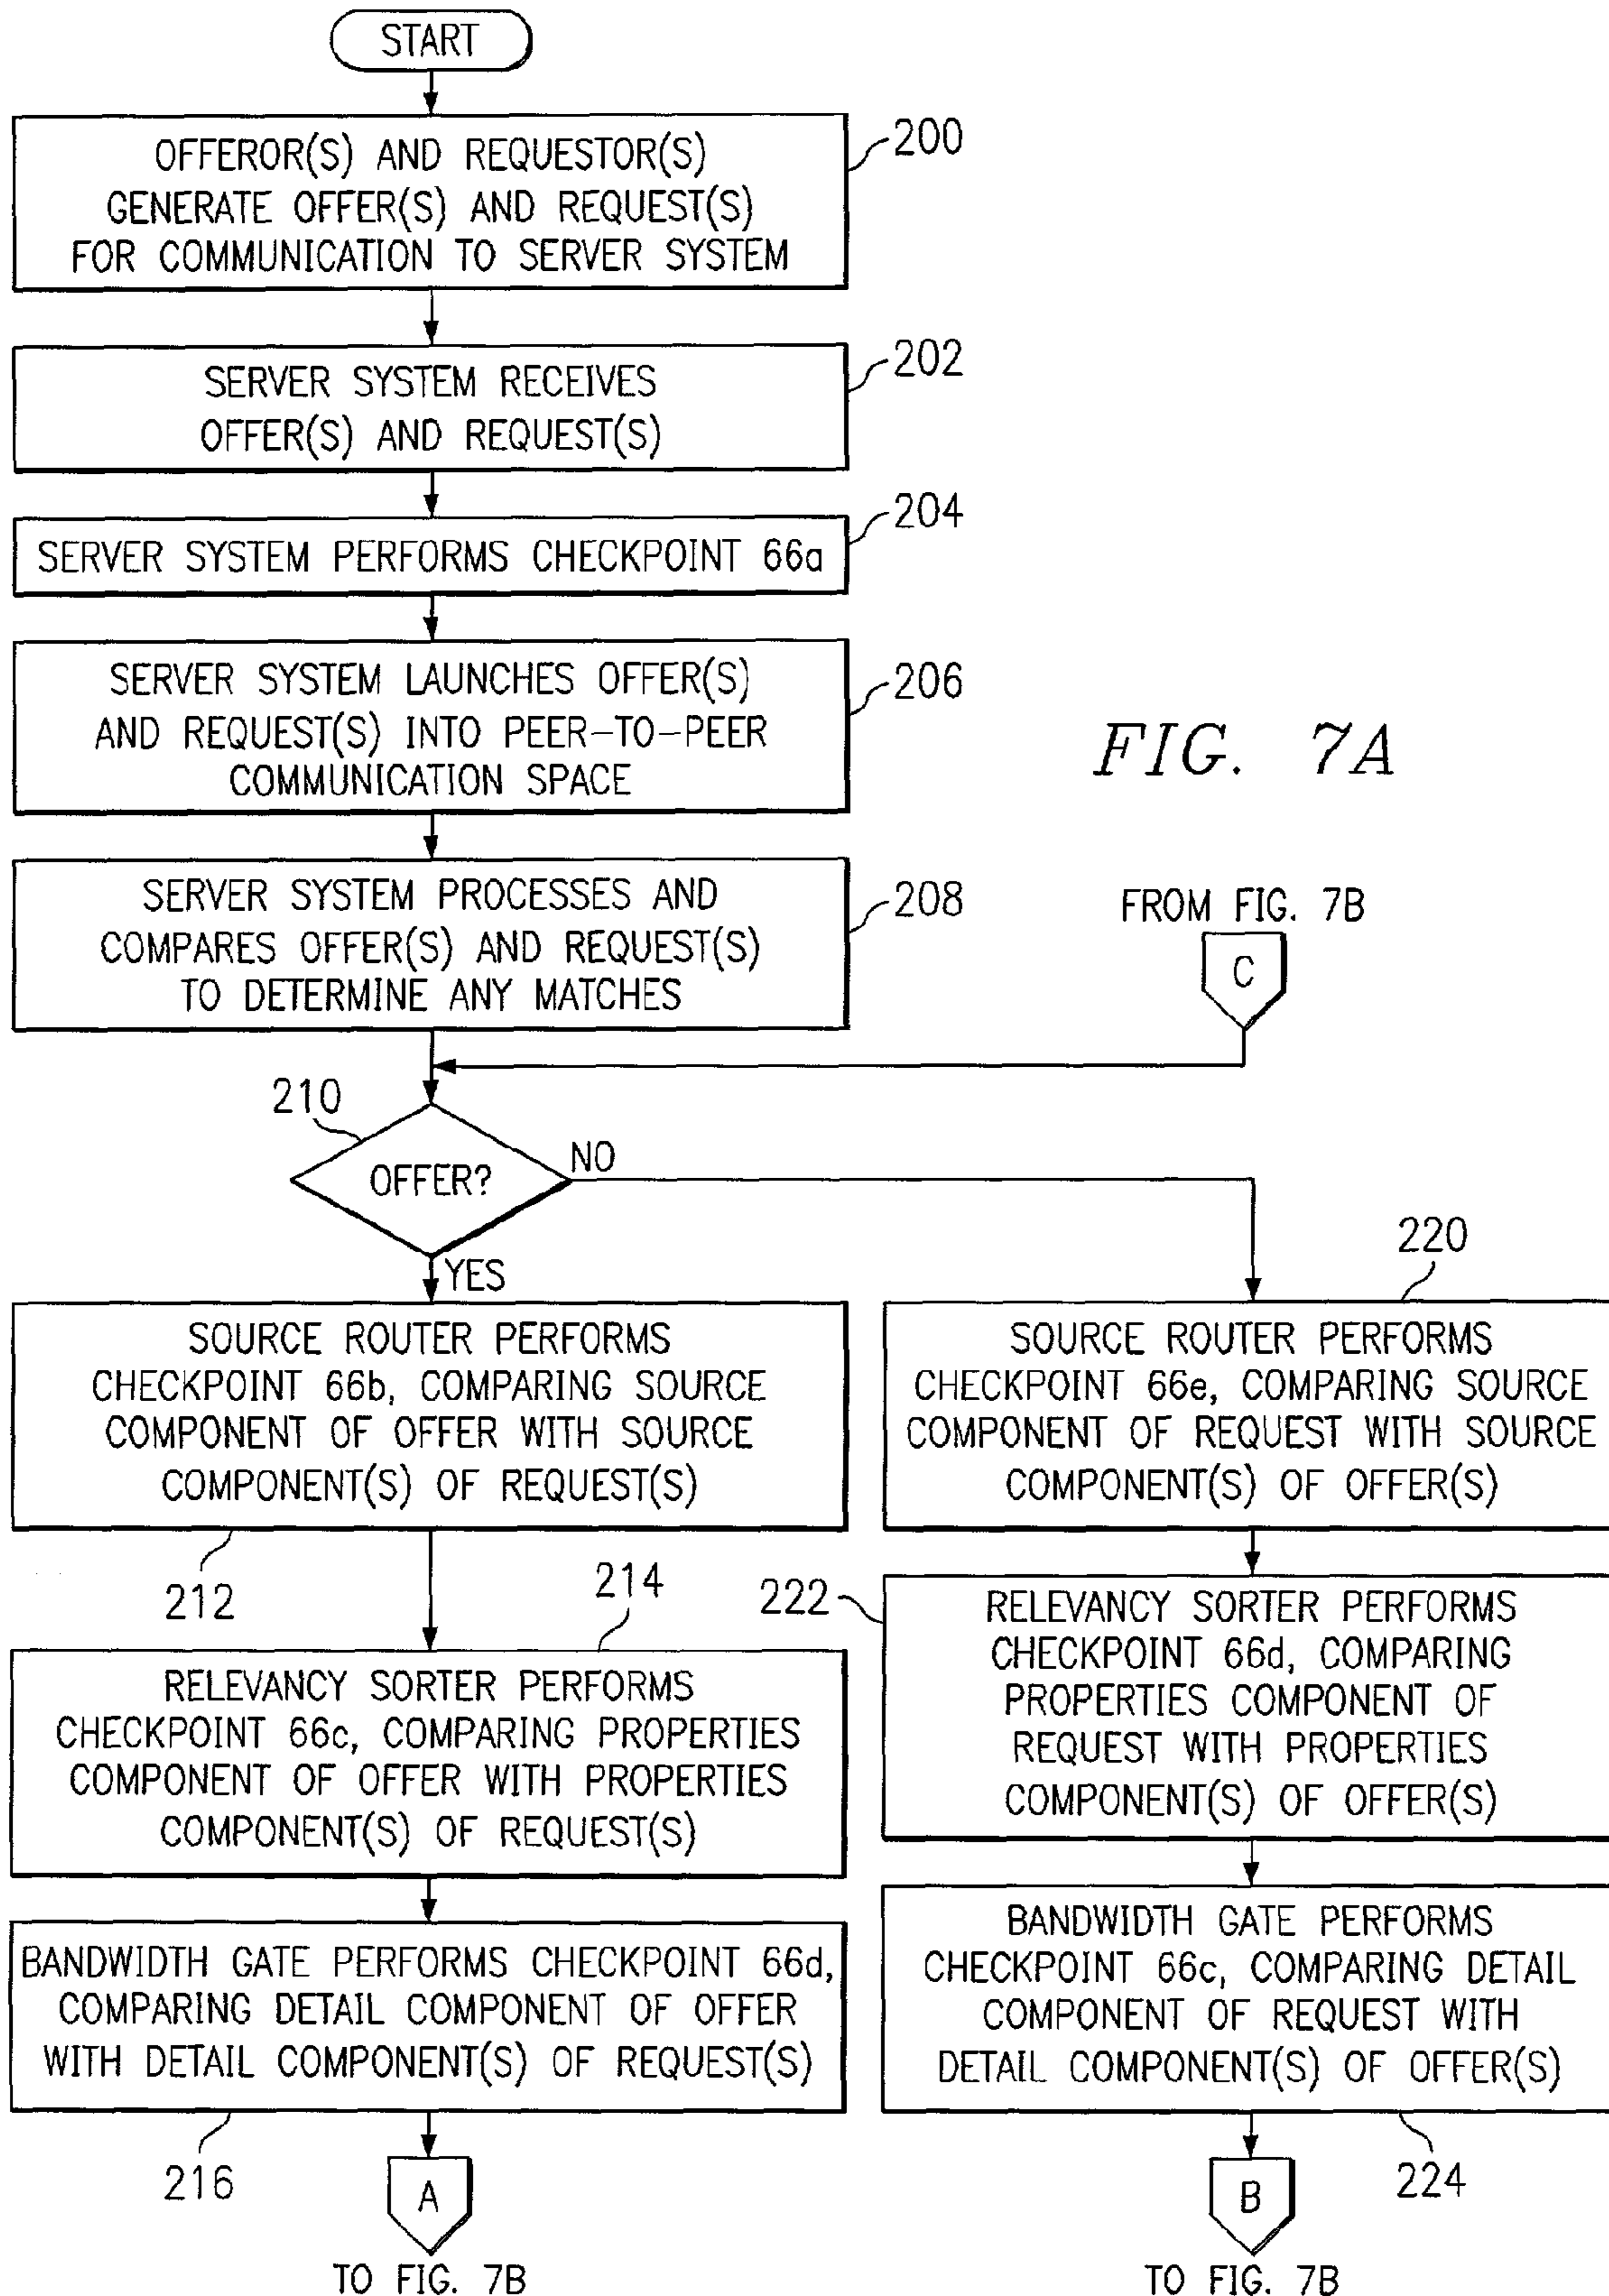 START
OFFEROR(S) AND REQUESTOR(S)
GENERATE OFFER(S) AND REQUEST(S)
FOR COMMUNICATION TO SERVER SYSTEM
200
SERVER SYSTEM RECEIVES
OFFER(S) AND REQUEST(S)
202
SERVER SYSTEM PERFORMS CHECKPOINT 66a
204
SERVER SYSTEM LAUNCHES OFFER(S)
AND REQUEST(S) INTO PEER-TO-PEER
COMMUNICATION SPACE
206
FIG. 7A
SERVER SYSTEM PROCESSES AND
COMPARES OFFER(S) AND REQUEST(S)
TO DETERMINE ANY MATCHES
208
FROM FIG. 7B
C
210
OFFER?
NO
YES
SOURCE ROUTER PERFORMS
CHECKPOINT 66b, COMPARING SOURCE
COMPONENT OF OFFER WITH SOURCE
COMPONENT(S) OF REQUEST(S)
212
214
RELEVANCY SORTER PERFORMS
CHECKPOINT 66c, COMPARING PROPERTIES
COMPONENT OF OFFER WITH PROPERTIES
COMPONENT(S) OF REQUEST(S)
BANDWIDTH GATE PERFORMS CHECKPOINT 66d,
COMPARING DETAIL COMPONENT OF OFFER
WITH DETAIL COMPONENT(S) OF REQUEST(S)
216
A
TO FIG. 7B
220
SOURCE ROUTER PERFORMS
CHECKPOINT 66e, COMPARING SOURCE
COMPONENT OF REQUEST WITH SOURCE
COMPONENT(S) OF OFFER(S)
222
RELEVANCY SORTER PERFORMS
CHECKPOINT 66d, COMPARING
PROPERTIES COMPONENT OF
REQUEST WITH PROPERTIES
COMPONENT(S) OF OFFER(S)
BANDWIDTH GATE PERFORMS
CHECKPOINT 66c, COMPARING DETAIL
COMPONENT OF REQUEST WITH
DETAIL COMPONENT(S) OF OFFER(S)
224
B
TO FIG. 7B